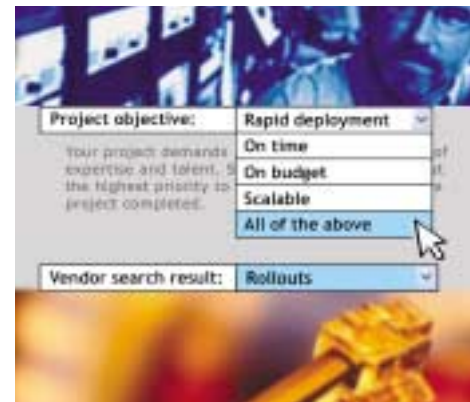 Project objective: Rapid deployment
On time
On budget
Scalable
All of the above
Your project demands of
expertise and talent. S
the highest priority to
project completed.
Vendor search result: Rollouts